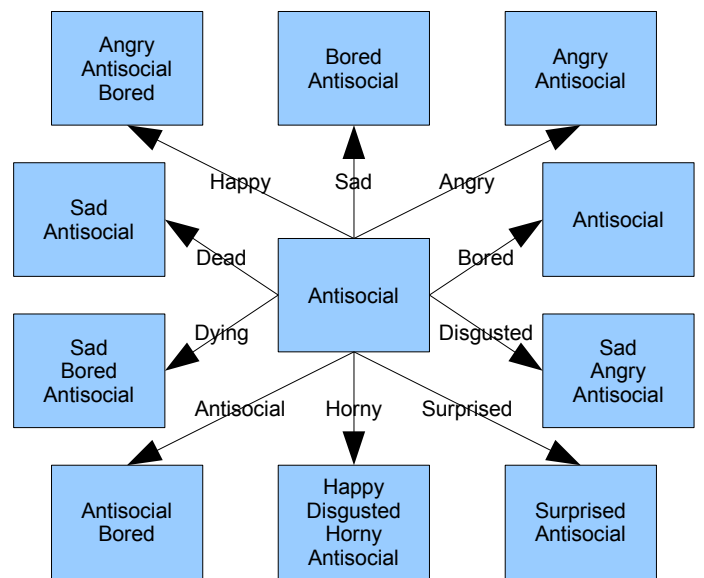 Angry
Antisocial
Bored
Bored
Antisocial
Angry
Antisocial
Happy
Sad
Angry
Sad
Antisocial
Antisocial
Dead
Bored
Antisocial
Dying
Disgusted
Sad
Bored
Antisocial
Sad
Angry
Antisocial
Antisocial
Horny
Surprised
Antisocial
Bored
Happy
Disgusted
Horny
Antisocial
Surprised
Antisocial